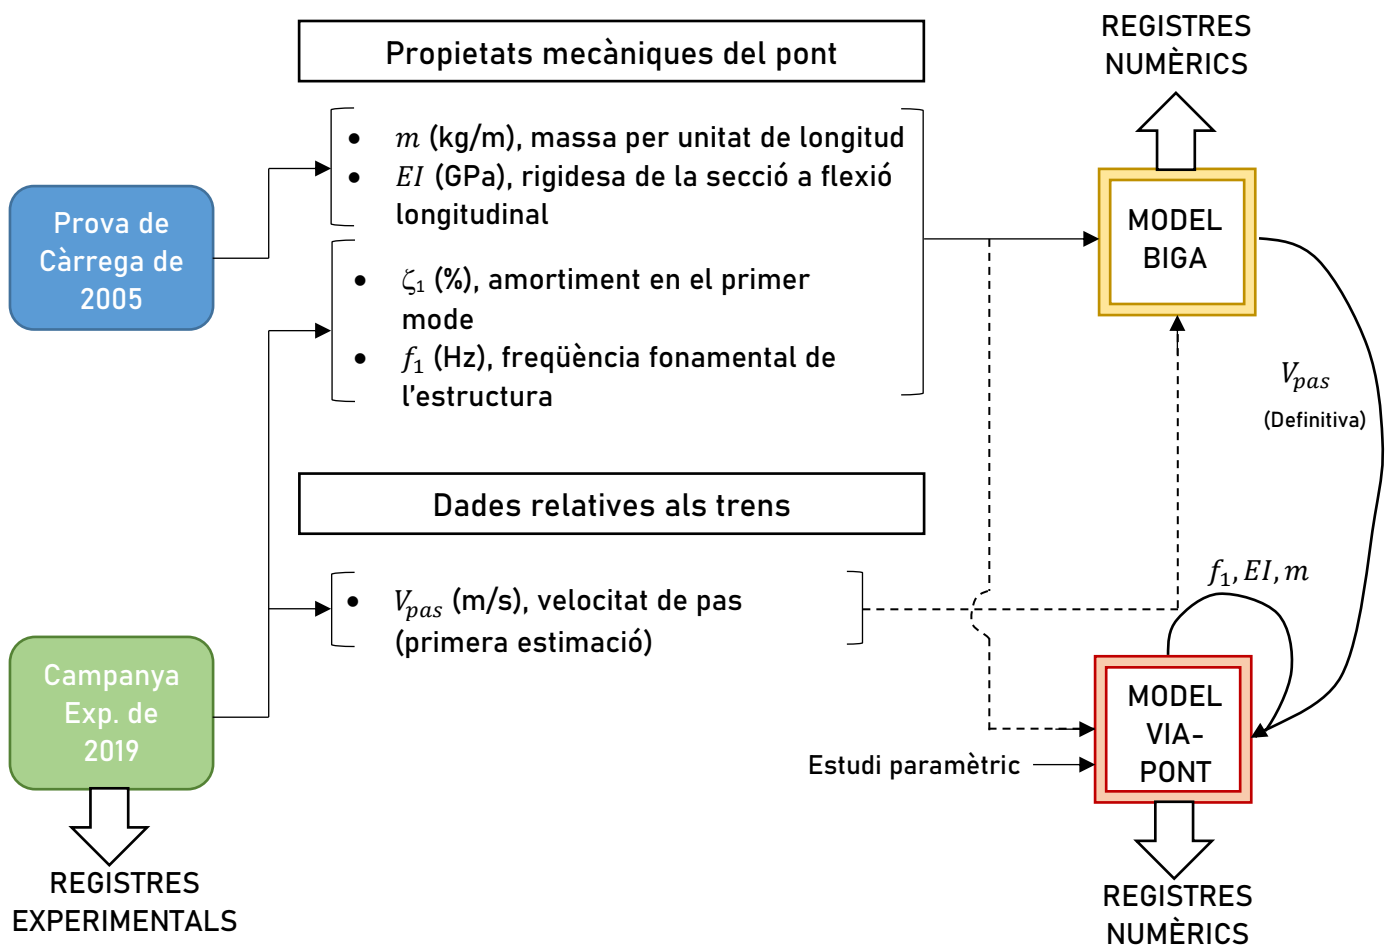 Propietats mecàniques del pont
REGISTRES
NUMÈRICS
• m (kg/m), massa per unitat de longitud
• EI (GPa), rigidesa de la secció a flexió
longitudinal
Prova de
Càrrega de
2005
• ζ₁ (%), amortiment en el primer
mode
• f₁ (Hz), freqüència fonamental de
l'estructura
MODEL
BIGA
V_pas
(Definitiva)
Dades relatives als trens
• V_pas (m/s), velocitat de pas
(primera estimació)
f₁, EI, m
Campanya
Exp. de
2019
MODEL
VIA-
PONT
Estudi paramètric
REGISTRES
EXPERIMENTALS
REGISTRES
NUMÈRICS